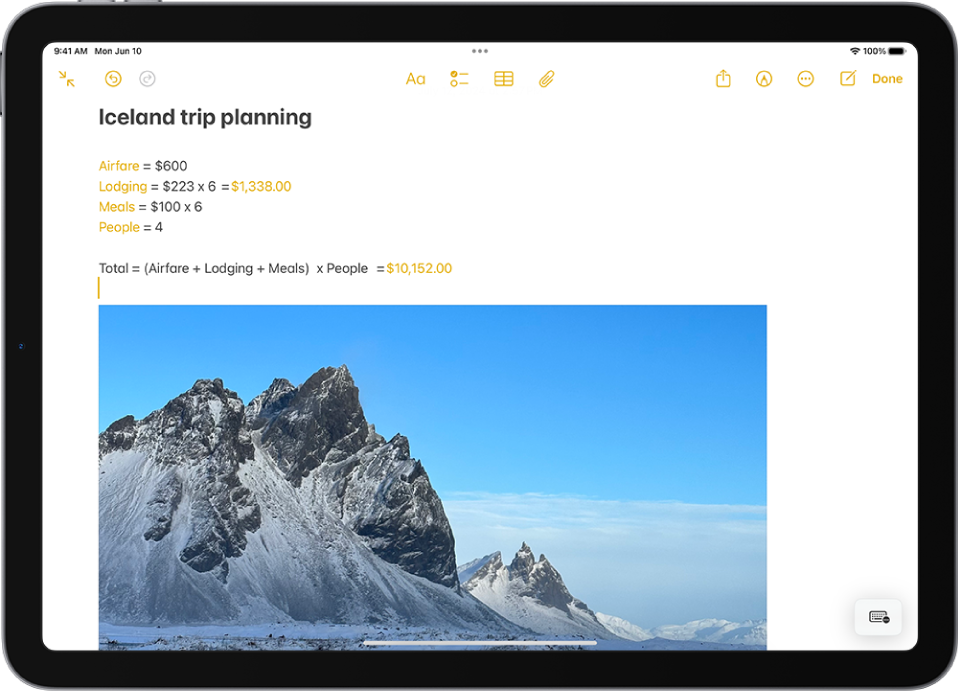 9:41 AM Mon Jun 10
100%
Aa
Done
Iceland trip planning
Airfare = $600
Lodging = $223 x 6 =$1,338.00
Meals = $100 x 6
People = 4
Total = (Airfare + Lodging + Meals) x People =$10,152.00